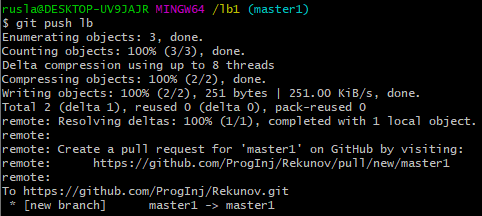 rusla@DESKTOP-UV9JAJR MINGW64 /lb1 (master1)
$ git push lb
Enumerating objects: 3, done.
Counting objects: 100% (3/3), done.
Delta compression using up to 8 threads
Compressing objects: 100% (2/2), done.
Writing objects: 100% (2/2), 251 bytes | 251.00 KiB/s, done.
Total 2 (delta 1), reused 0 (delta 0), pack-reused 0
remote: Resolving deltas: 100% (1/1), completed with 1 local object.
remote:
remote: Create a pull request for 'master1' on GitHub by visiting:
remote:      https://github.com/ProgInj/Rekunov/pull/new/master1
remote:
To https://github.com/ProgInj/Rekunov.git
 * [new branch]      master1 -> master1